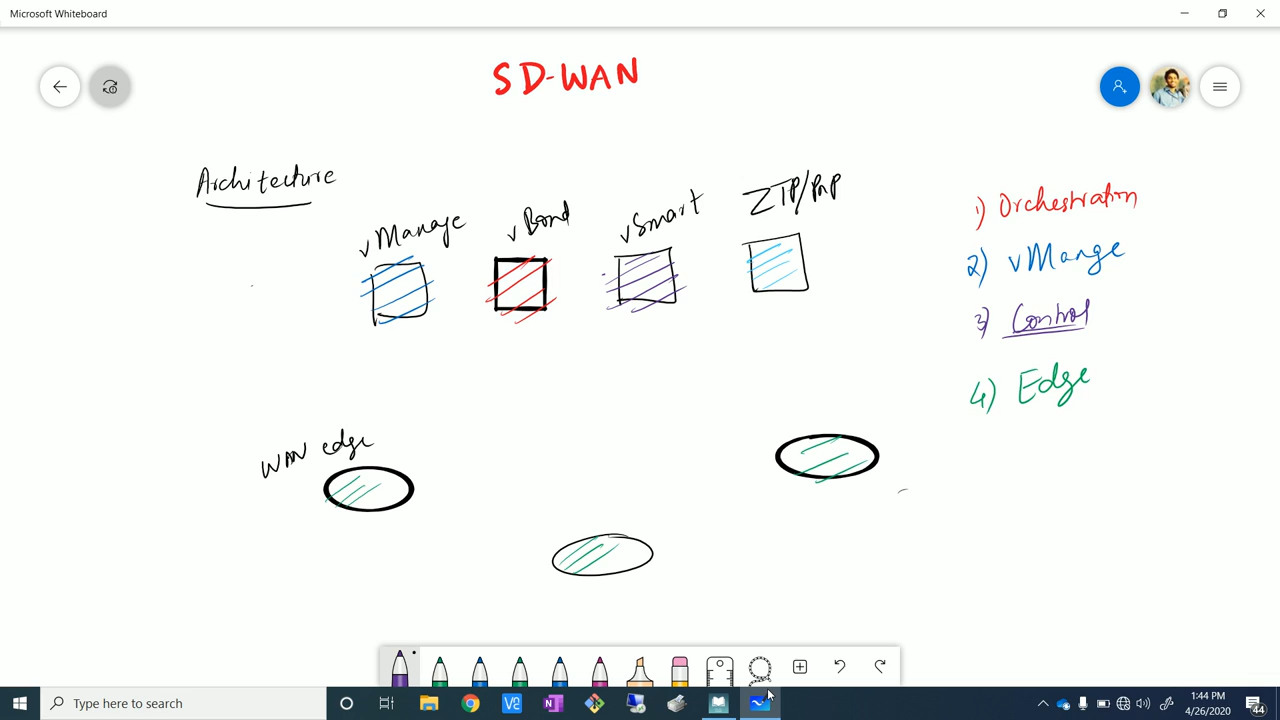 Microsoft Whiteboard
SD-WAN
Architecture
vManage
vBond
vSmart
ZTP/PnP
1) Orchestration
2) vMange
3) Control
4) Edge
WAN edge
Type here to search
1:44 PM
4/26/2020
44